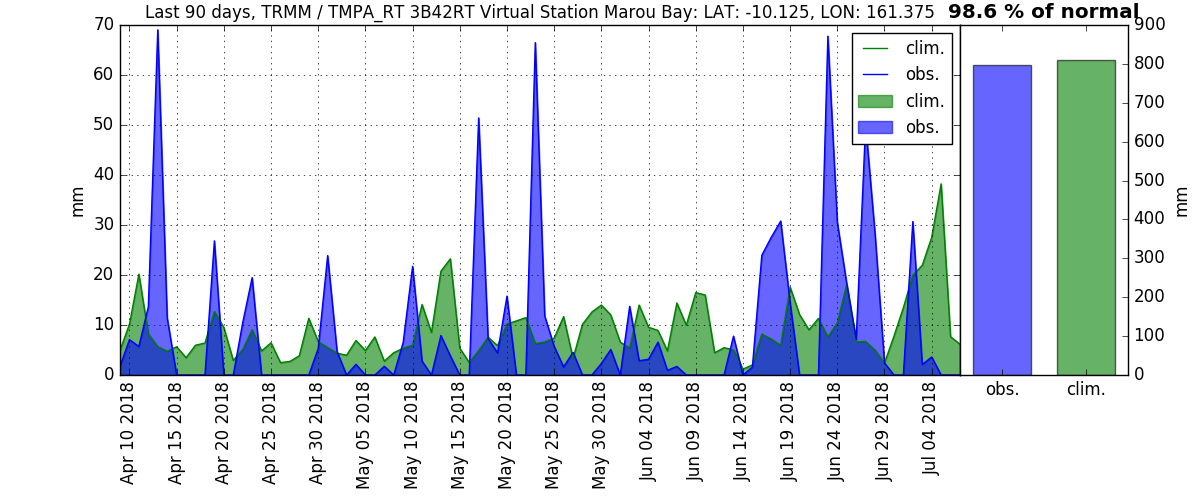 Last 90 days, TRMM / TMPA_RT 3B42RT Virtual Station Marou Bay: LAT: -10.125, LON: 161.375
98.6 % of normal
70
60
50
40
30
20
10
0
mm
clim.
obs.
clim.
obs.
Apr 10 2018
Apr 15 2018
Apr 20 2018
Apr 25 2018
Apr 30 2018
May 05 2018
May 10 2018
May 15 2018
May 20 2018
May 25 2018
May 30 2018
Jun 04 2018
Jun 09 2018
Jun 14 2018
Jun 19 2018
Jun 24 2018
Jun 29 2018
Jul 04 2018
900
800
700
600
500
400
300
200
100
0
mm
obs.
clim.